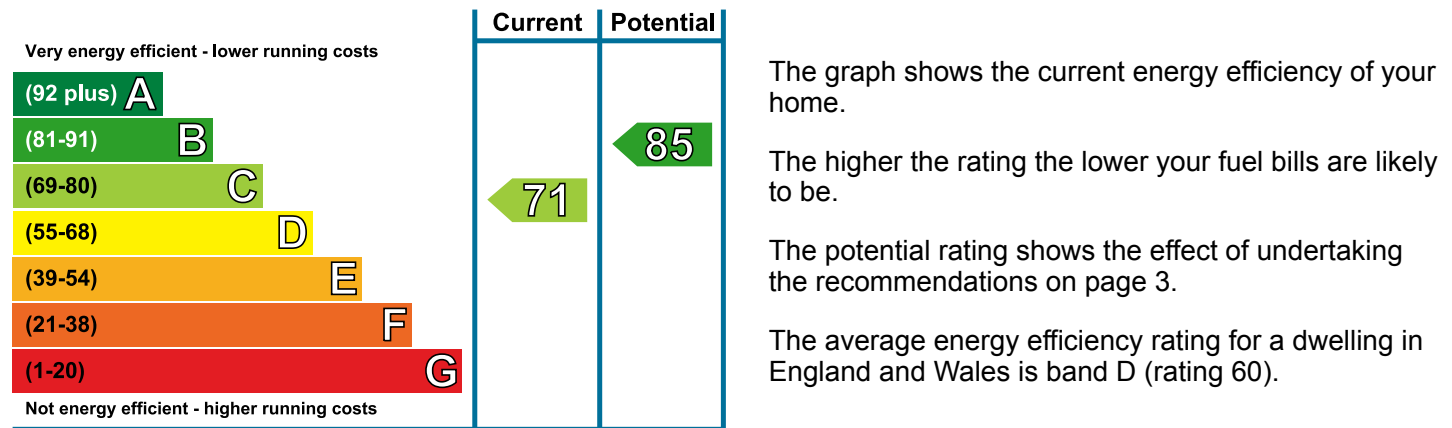 Current Potential
Very energy efficient - lower running costs
(92 plus) A
(81-91) B
(69-80) C
(55-68) D
(39-54) E
(21-38) F
(1-20) G
Not energy efficient - higher running costs
85
71
The graph shows the current energy efficiency of your
home.
The higher the rating the lower your fuel bills are likely
to be.
The potential rating shows the effect of undertaking
the recommendations on page 3.
The average energy efficiency rating for a dwelling in
England and Wales is band D (rating 60).